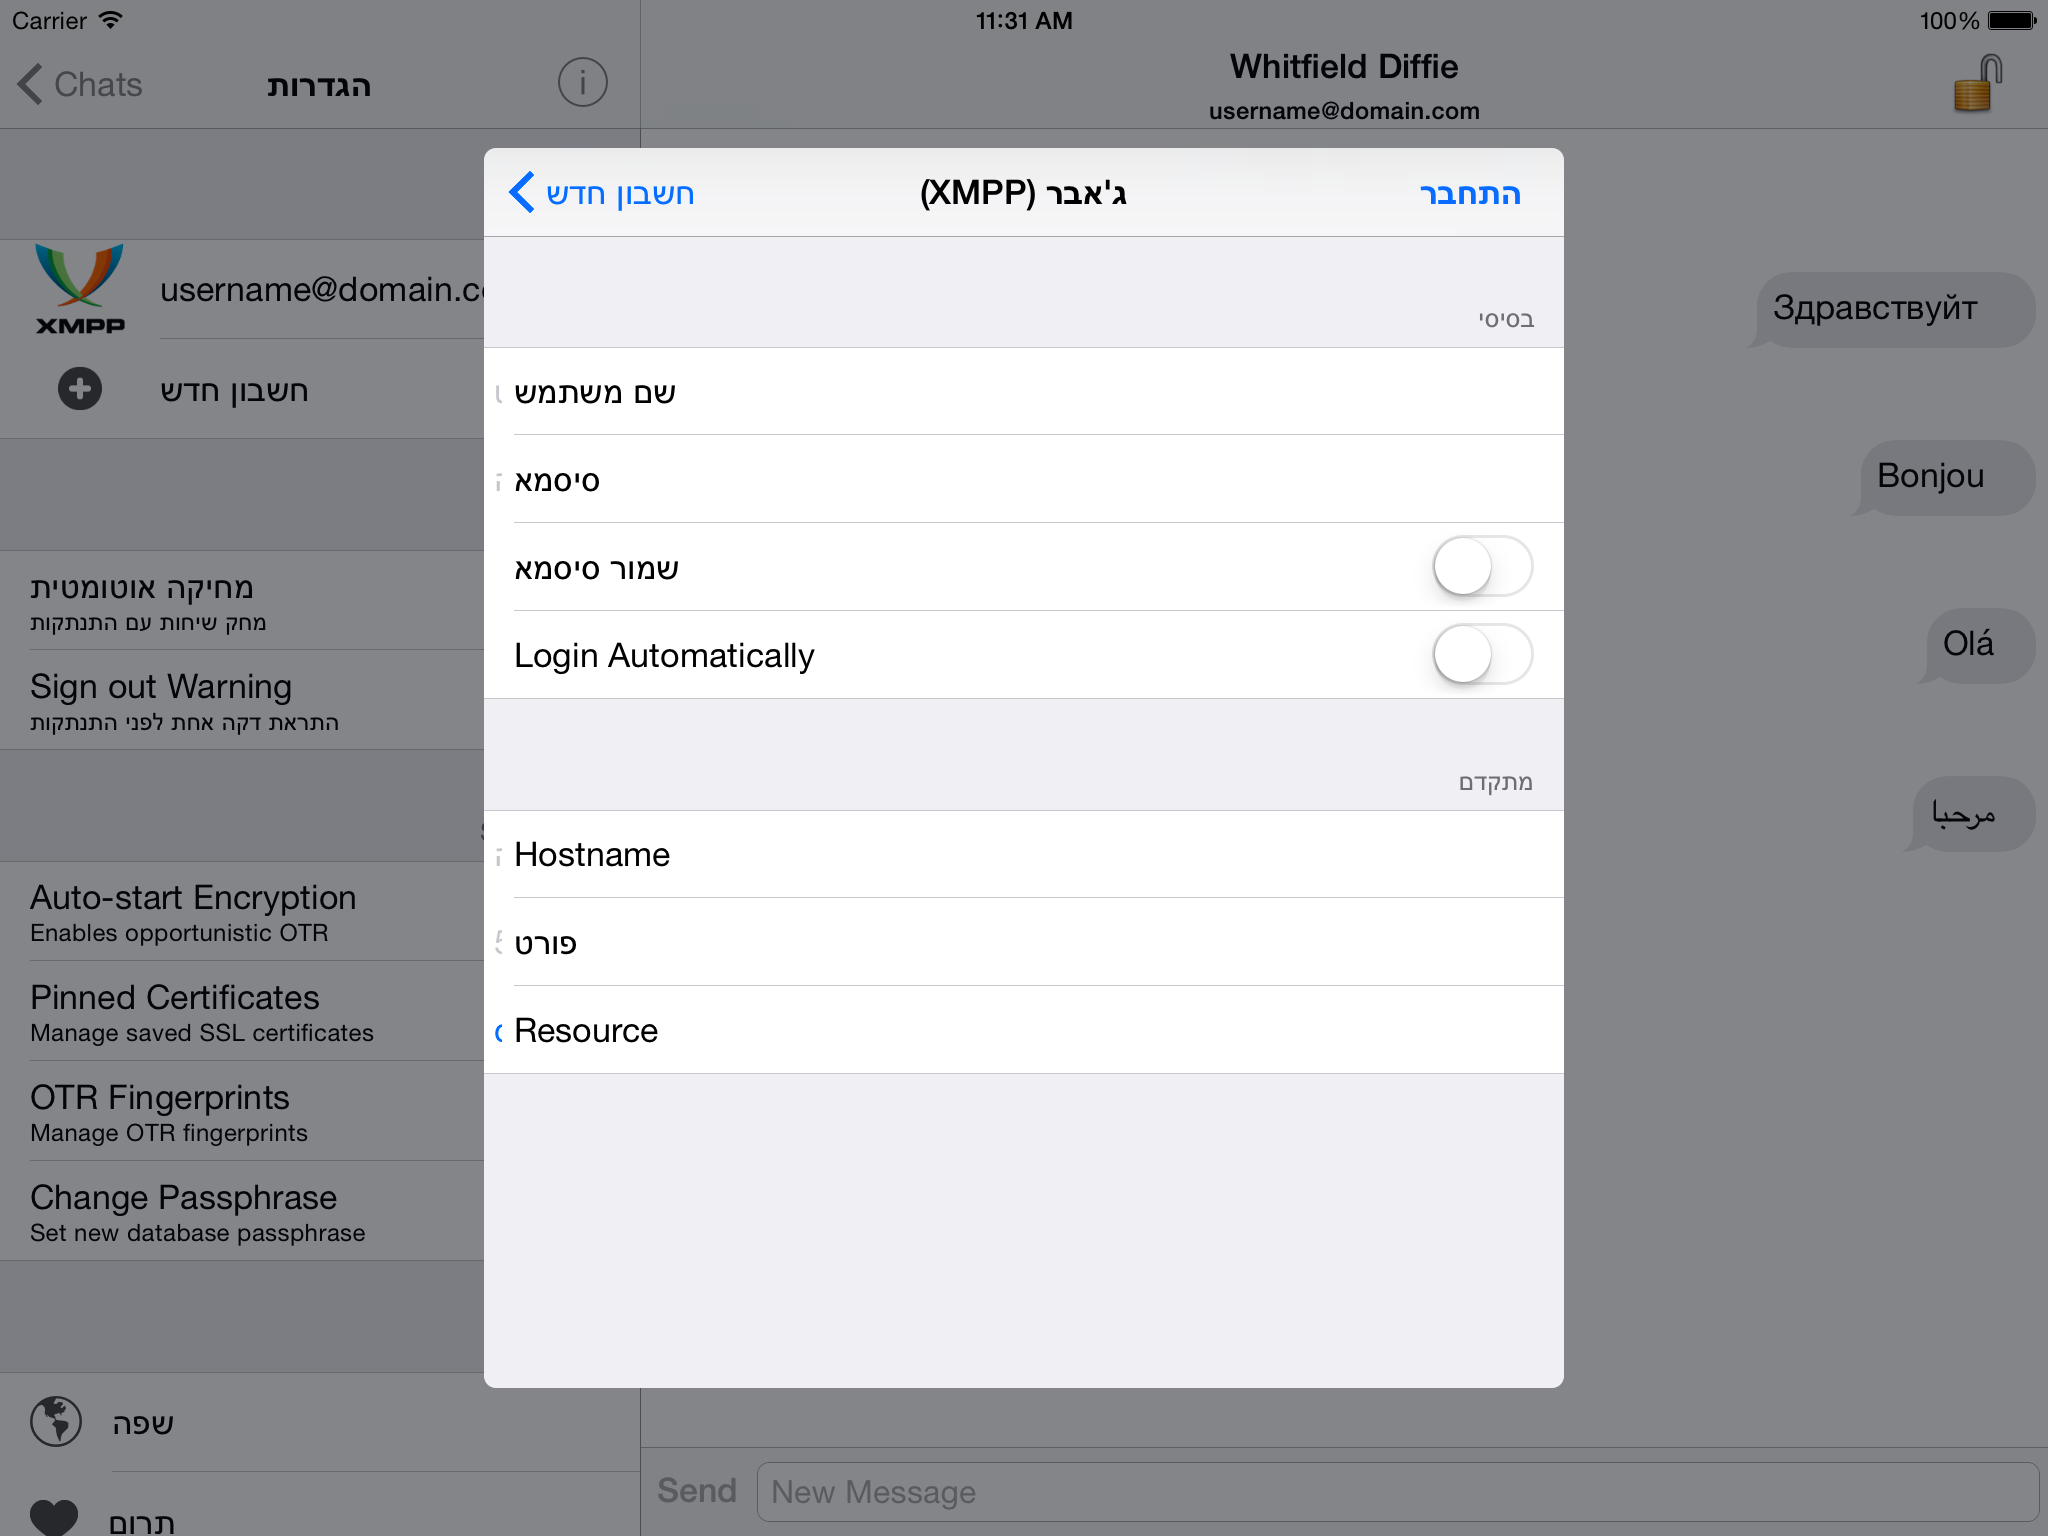 Carrier
11:31 AM
100%
Chats
הגדרות
Whitfield Diffie
username@domain.com
XMPP
חשבון חדש
מחיקה אוטומטית
מחק שיחות עם התנתקות
Sign out Warning
התראת דקה אחת לפני התנתקות
Auto-start Encryption
Enables opportunistic OTR
Pinned Certificates
Manage saved SSL certificates
OTR Fingerprints
Manage OTR fingerprints
Change Passphrase
Set new database passphrase
שפה
תרום
חשבון חדש
ג'אבר (XMPP)
התחבר
בסיסי
שם משתמש
סיסמא
שמור סיסמא
Login Automatically
מתקדם
Hostname
פורט
Resource
Здравствуйт
Bonjou
Olá
مرحبا
Send
New Message